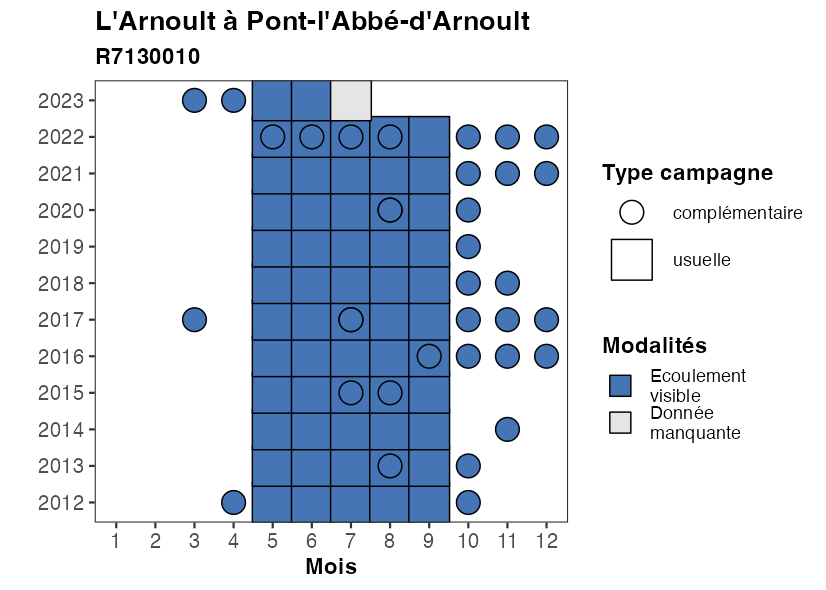 L'Arnoult à Pont-l'Abbé-d'Arnoult
R7130010
2023
2022
2021
2020
2019
2018
2017
2016
2015
2014
2013
2012
1 2 3 4 5 6 7 8 9 10 11 12
Mois
Type campagne
complémentaire
usuelle
Modalités
Ecoulement
visible
Donnée
manquante